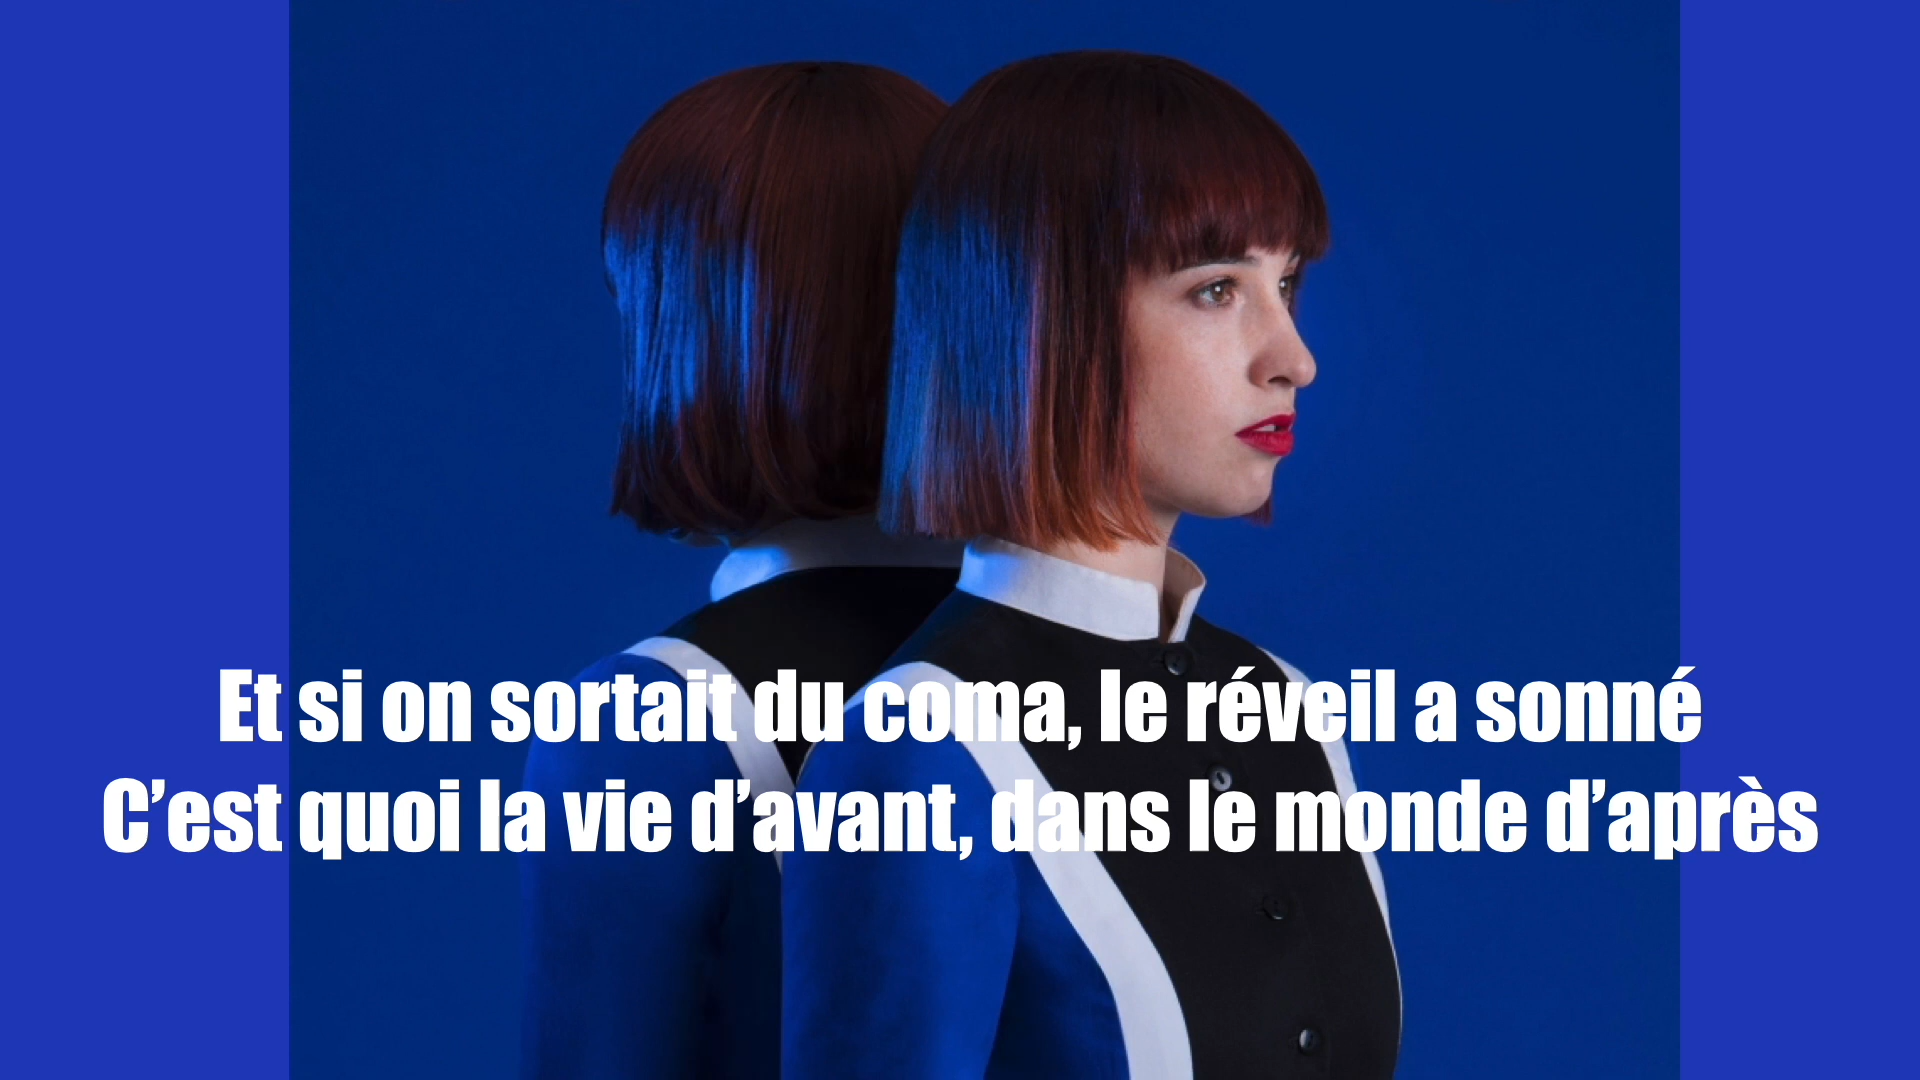 Et si on sortait du coma, le réveil a sonné
C’est quoi la vie d’avant, dans le monde d’après